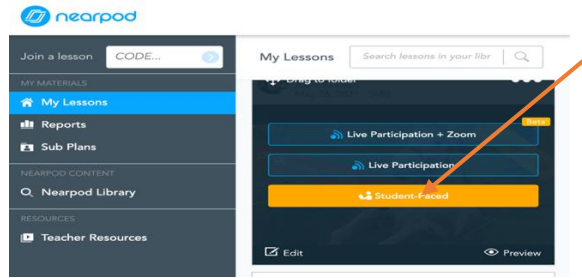 nearpod
Join a lesson CODE...
My Lessons Search lessons in your libr
MY MATERIALS
My Lessons
Reports
Sub Plans
NEARPOD CONTENT
Nearpod Library
RESOURCES
Teacher Resources
Drag to folder
Beta
Live Participation + Zoom
Live Participation
Student-Paced
Edit
Preview